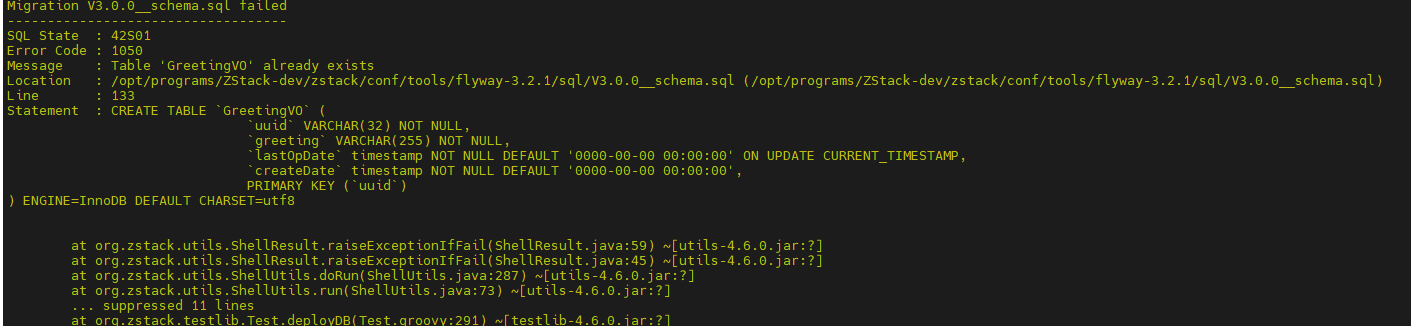 Migration V3.0.0__schema.sql failed
-----------------------------------
SQL State  : 42S01
Error Code : 1050
Message    : Table 'GreetingVO' already exists
Location   : /opt/programs/ZStack-dev/zstack/conf/tools/flyway-3.2.1/sql/V3.0.0__schema.sql (/opt/programs/ZStack-dev/zstack/conf/tools/flyway-3.2.1/sql/V3.0.0__schema.sql)
Line       : 133
Statement  : CREATE TABLE `GreetingVO` (
                              `uuid` VARCHAR(32) NOT NULL,
                              `greeting` VARCHAR(255) NOT NULL,
                              `lastOpDate` timestamp NOT NULL DEFAULT '0000-00-00 00:00:00' ON UPDATE CURRENT_TIMESTAMP,
                              `createDate` timestamp NOT NULL DEFAULT '0000-00-00 00:00:00',
                              PRIMARY KEY (`uuid`)
) ENGINE=InnoDB DEFAULT CHARSET=utf8
        at org.zstack.utils.ShellResult.raiseExceptionIfFail(ShellResult.java:59) ~[utils-4.6.0.jar:?]
        at org.zstack.utils.ShellResult.raiseExceptionIfFail(ShellResult.java:45) ~[utils-4.6.0.jar:?]
        at org.zstack.utils.ShellUtils.doRun(ShellUtils.java:287) ~[utils-4.6.0.jar:?]
        at org.zstack.utils.ShellUtils.run(ShellUtils.java:73) ~[utils-4.6.0.jar:?]
        ... suppressed 11 lines
        at org.zstack.testlib.Test.deployDB(Test.groovy:291) ~[testlib-4.6.0.jar:?]